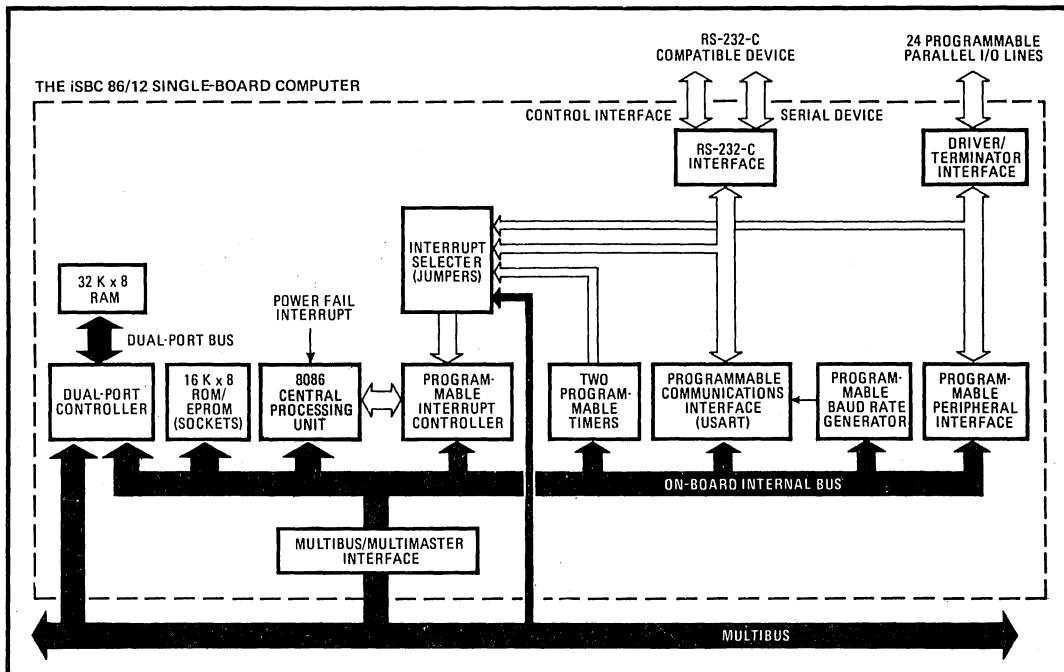 RS-232-C
COMPATIBLE DEVICE
24 PROGRAMMABLE
PARALLEL I/O LINES
THE iSBC 86/12 SINGLE-BOARD COMPUTER
CONTROL INTERFACE
SERIAL DEVICE
RS-232-C
INTERFACE
DRIVER/
TERMINATOR
INTERFACE
INTERRUPT
SELECTER
(JUMPERS)
32 K x 8
RAM
POWER FAIL
INTERRUPT
DUAL-PORT BUS
DUAL-PORT
CONTROLLER
16 K x 8
ROM/
EPROM
(SOCKETS)
8086
CENTRAL
PROCESSING
UNIT
PROGRAM-
MABLE
INTERRUPT
CONTROLLER
TWO
PROGRAM-
MABLE
TIMERS
PROGRAMMABLE
COMMUNICATIONS
INTERFACE
(USART)
PROGRAM-
MABLE
BAUD RATE
GENERATOR
PROGRAM-
MABLE
PERIPHERAL
INTERFACE
ON-BOARD INTERNAL BUS
MULTIBUS/MULTIMASTER
INTERFACE
MULTIBUS